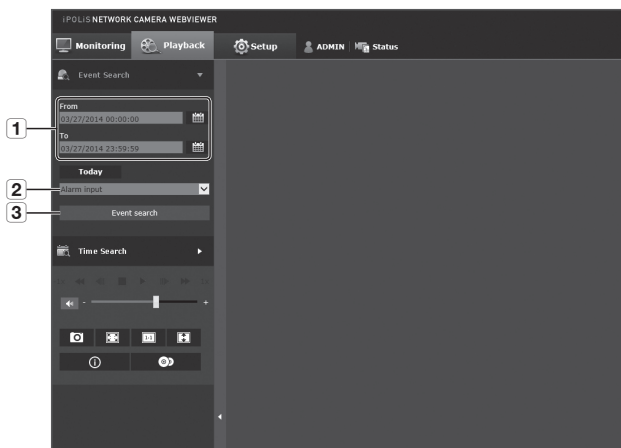 iPOLiS NETWORK CAMERA WEBVIEWER
Monitoring Playback Setup ADMIN Status
Event Search
From
1
03/27/2014 00:00:00
To
03/27/2014 23:59:59
Today
2
Alarm input
3
Event search
Time Search
- +
1:1